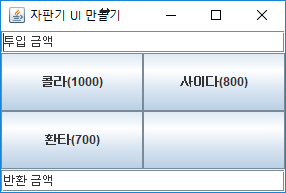 자판기 UI 만들기
투입 금액
콜라(1000)
사이다(800)
환타(700)
반환 금액